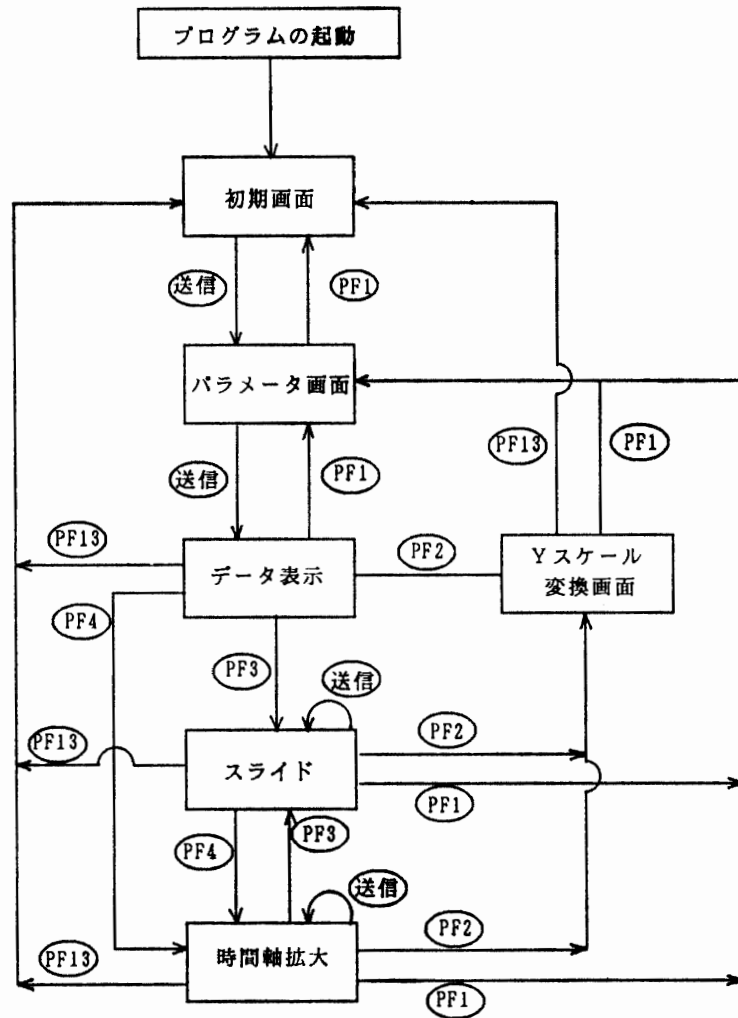 プログラムの起動
初期画面
送信
PF1
パラメータ画面
送信
PF1
PF13
PF1
PF13
データ表示
PF2
Yスケール
変換画面
PF4
PF3
送信
PF13
スライド
PF2
PF1
PF4
PF3
送信
PF13
時間軸拡大
PF2
PF1